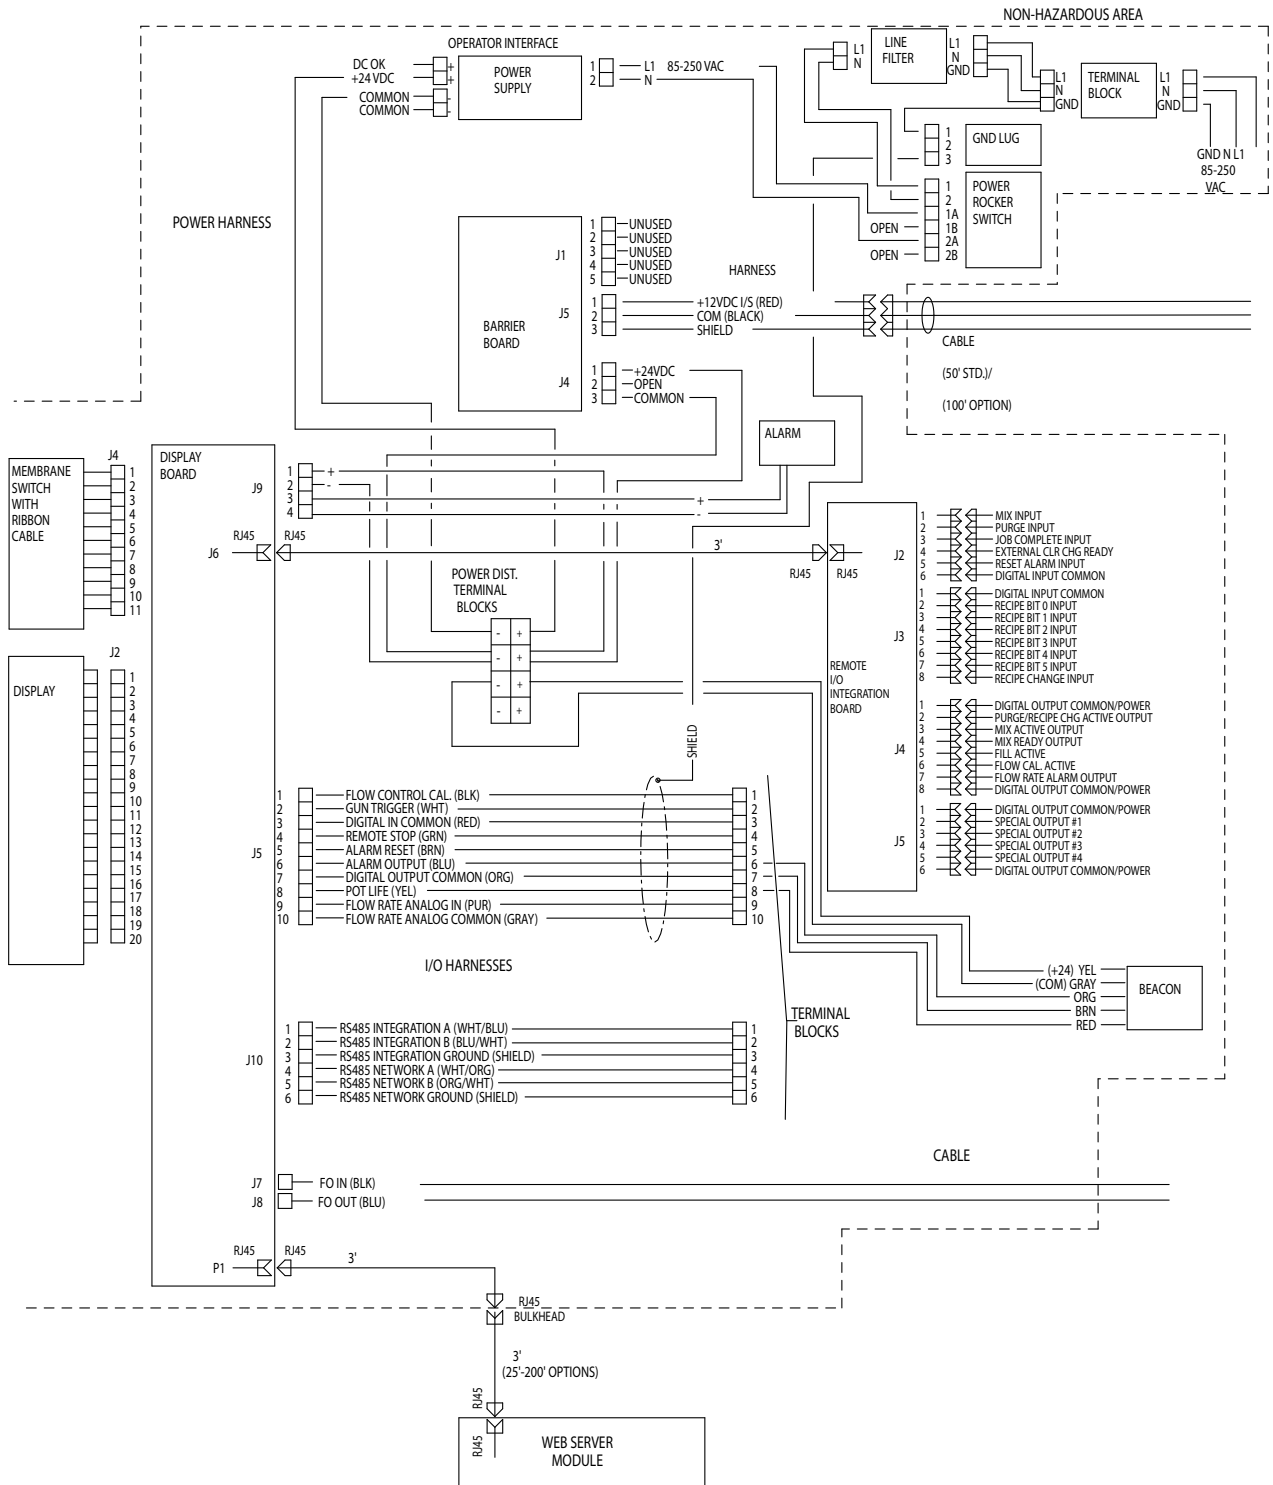 NON-HAZARDOUS AREA
OPERATOR INTERFACE
DC OK
+24 VDC
COMMON
COMMON
+
+
-
-
POWER
SUPPLY
1 L1 85-250 VAC
2 N
L1
N
LINE
FILTER
L1
N
GND
L1
N
GND
TERMINAL
BLOCK
L1
N
GND
GND N L1
85-250
VAC
1
2
3
GND LUG
1
2
1A
OPEN 1B
2A
OPEN 2B
POWER
ROCKER
SWITCH
POWER HARNESS
BARRIER
BOARD
J1
1 UNUSED
2 UNUSED
3 UNUSED
4 UNUSED
5 UNUSED
HARNESS
J5
1 +12VDC I/S (RED)
2 COM (BLACK)
3 SHIELD
J4
1 +24VDC
2 OPEN
3 COMMON
CABLE
(50' STD.)/
(100' OPTION)
ALARM
MEMBRANE
SWITCH
WITH
RIBBON
CABLE
J4
1
2
3
4
5
6
7
8
9
10
11
DISPLAY
BOARD
J9
1 +
2 -
3 +
4 -
J6
RJ45 RJ45
3'
RJ45 RJ45
POWER DIST.
TERMINAL
BLOCKS
- +
- +
- +
- +
REMOTE
I/O
INTEGRATION
BOARD
J2
1 MIX INPUT
2 PURGE INPUT
3 JOB COMPLETE INPUT
4 EXTERNAL CLR CHG READY
5 RESET ALARM INPUT
6 DIGITAL INPUT COMMON
J3
1 DIGITAL INPUT COMMON
2 RECIPE BIT 0 INPUT
3 RECIPE BIT 1 INPUT
4 RECIPE BIT 2 INPUT
5 RECIPE BIT 3 INPUT
6 RECIPE BIT 4 INPUT
7 RECIPE BIT 5 INPUT
8 RECIPE CHANGE INPUT
J4
1 DIGITAL OUTPUT COMMON/POWER
2 PURGE/RECIPE CHG ACTIVE OUTPUT
3 MIX ACTIVE OUTPUT
4 MIX READY OUTPUT
5 FILL ACTIVE
6 FLOW CAL. ACTIVE
7 FLOW RATE ALARM OUTPUT
8 DIGITAL OUTPUT COMMON/POWER
J5
1 DIGITAL OUTPUT COMMON/POWER
2 SPECIAL OUTPUT #1
3 SPECIAL OUTPUT #2
4 SPECIAL OUTPUT #3
5 SPECIAL OUTPUT #4
6 DIGITAL OUTPUT COMMON/POWER
DISPLAY
J2
1
2
3
4
5
6
7
8
9
10
11
12
13
14
15
16
17
18
19
20
SHIELD
J5
1 FLOW CONTROL CAL. (BLK) 1
2 GUN TRIGGER (WHT) 2
3 DIGITAL IN COMMON (RED) 3
4 REMOTE STOP (GRN) 4
5 ALARM RESET (BRN) 5
6 ALARM OUTPUT (BLU) 6
7 DIGITAL OUTPUT COMMON (ORG) 7
8 POT LIFE (YEL) 8
9 FLOW RATE ANALOG IN (PUR) 9
10 FLOW RATE ANALOG COMMON (GRAY) 10
I/O HARNESSES
(+24) YEL
(COM) GRAY
ORG
BRN
RED
BEACON
TERMINAL
BLOCKS
J10
1 RS485 INTEGRATION A (WHT/BLU) 1
2 RS485 INTEGRATION B (BLU/WHT) 2
3 RS485 INTEGRATION GROUND (SHIELD) 3
4 RS485 NETWORK A (WHT/ORG) 4
5 RS485 NETWORK B (ORG/WHT) 5
6 RS485 NETWORK GROUND (SHIELD) 6
CABLE
J7 FO IN (BLK)
J8 FO OUT (BLU)
P1
RJ45 RJ45
3'
RJ45
BULKHEAD
3'
(25'-200' OPTIONS)
RJ45
RJ45
WEB SERVER
MODULE